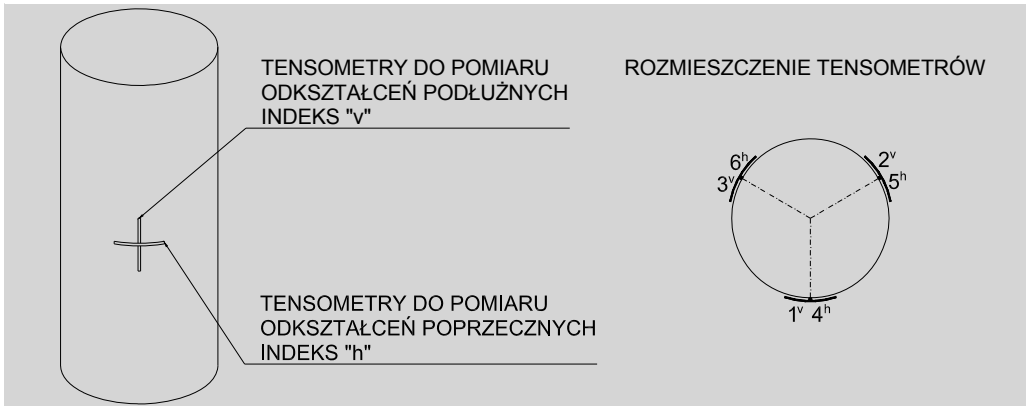 TENSOMETRY DO POMIARU
ODKSZTAŁCEŃ PODŁUŻNYCH
INDEKS "v"
TENSOMETRY DO POMIARU
ODKSZTAŁCEŃ POPRZECZNYCH
INDEKS "h"
ROZMIESZCZENIE TENSOMETRÓW
6ʰ
3ᵛ
2ᵛ
5ʰ
1ᵛ 4ʰ